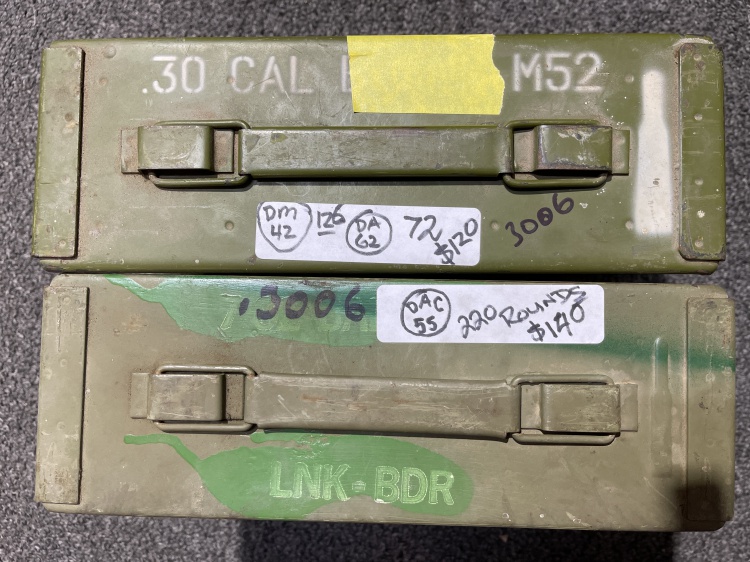 .30 CAL M52
DM 42 126 DA 62 72 $120
3006
.3006
DAC 55 220 ROUNDS $140
LNK-BDR